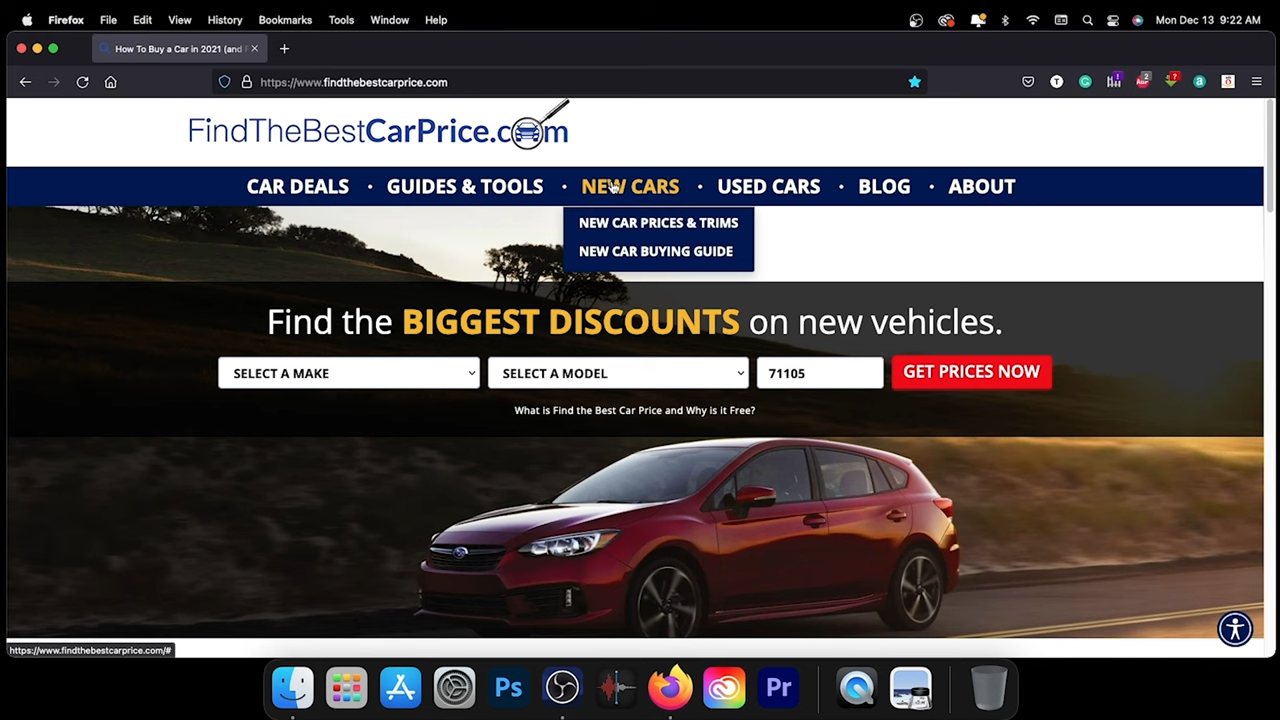 Firefox File Edit View History Bookmarks Tools Window Help Mon Dec 13 9:22 AM
How To Buy a Car in 2021 (and
https://www.findthebestcarprice.com
FindTheBestCarPrice.com
CAR DEALS • GUIDES & TOOLS • NEW CARS • USED CARS • BLOG • ABOUT
NEW CAR PRICES & TRIMS
NEW CAR BUYING GUIDE
Find the BIGGEST DISCOUNTS on new vehicles.
SELECT A MAKE SELECT A MODEL 71105 GET PRICES NOW
What is Find the Best Car Price and Why is it Free?
https://www.findthebestcarprice.com/#
Ps Pr